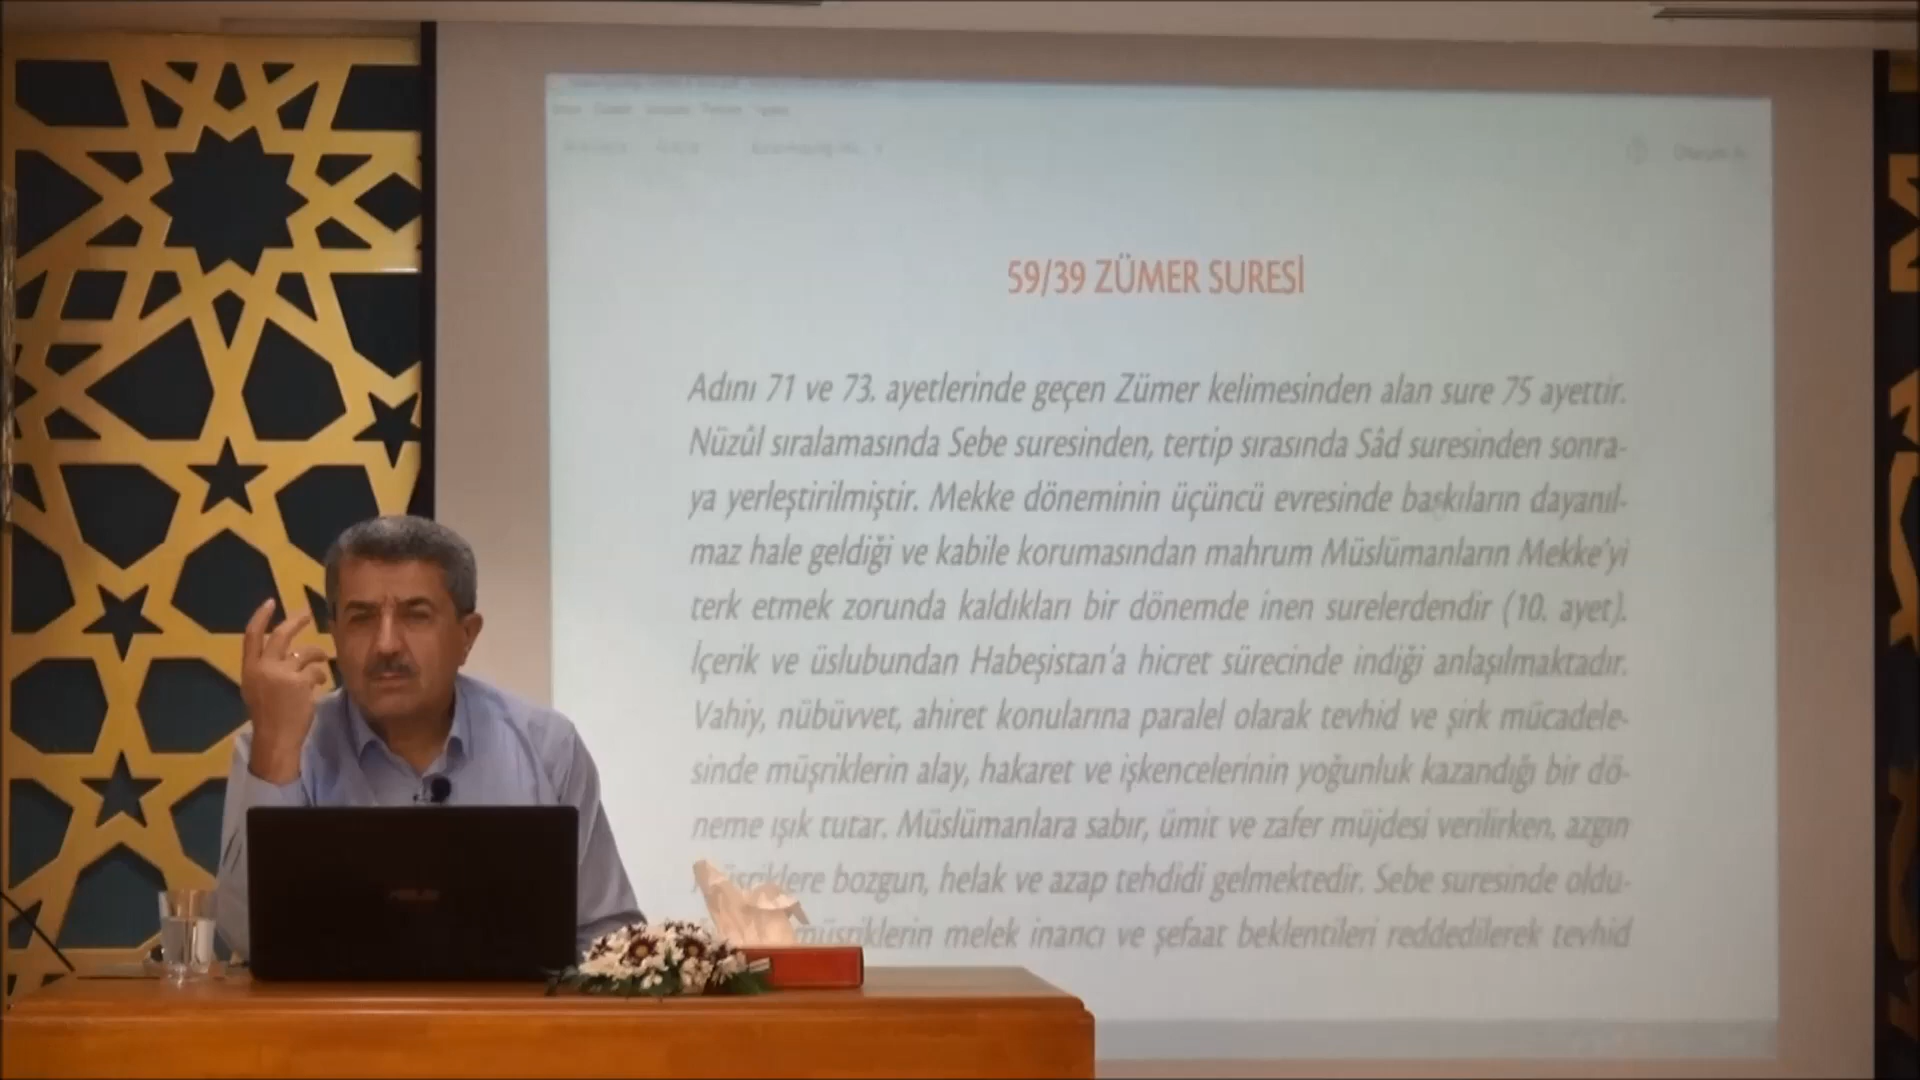 59/39 ZÜMER SURESİ
Adını 71 ve 73. ayetlerinde geçen Zümer kelimesinden alan sure 75 ayettir.
Nüzûl sıralamasında Sebe suresinden, tertip sırasında Sâd suresinden sonra-
ya yerleştirilmiştir. Mekke döneminin üçüncü evresinde baskıların dayanıl-
maz hale geldiği ve kabile korumasından mahrum Müslümanların Mekke'yi
terk etmek zorunda kaldıkları bir dönemde inen surelerdendir (10. ayet).
İçerik ve üslubundan Habeşistan'a hicret sürecinde indiği anlaşılmaktadır.
Vahiy, nübüvvet, ahiret konularına paralel olarak tevhid ve şirk mücadele-
sinde müşriklerin alay, hakaret ve işkencelerinin yoğunluk kazandığı bir dö-
neme ışık tutar. Müslümanlara sabır, ümit ve zafer müjdesi verilirken, azgın
müşriklere bozgun, helak ve azap tehdidi gelmektedir. Sebe suresinde oldu-
müşriklerin melek inancı ve şefaat beklentileri reddedilerek tevhid